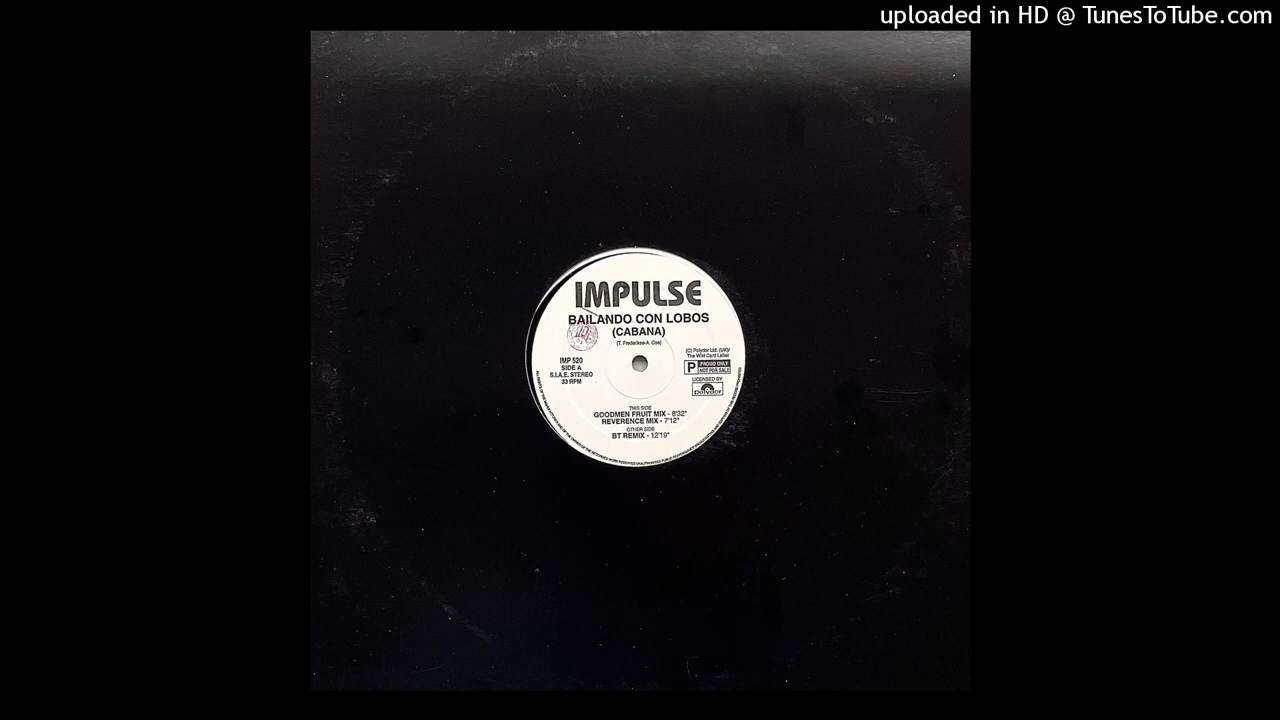 uploaded in HD @ TunesToTube.com
IMPULSE
BAILANDO CON LOBOS
(CABANA)
(T. Frederikse-A. Coe)
IMP 520
SIDE A
S.I.A.E. STEREO
33 RPM
(C) Polydor Ltd. (UK)/
The Wild Card Label
P PROMO ONLY
NOT FOR SALE
LICENSED BY
Polydor
THIS SIDE
GOODMEN FRUIT MIX - 8'32"
REVERENCE MIX - 7'12"
OTHER SIDE
BT REMIX - 12'19"